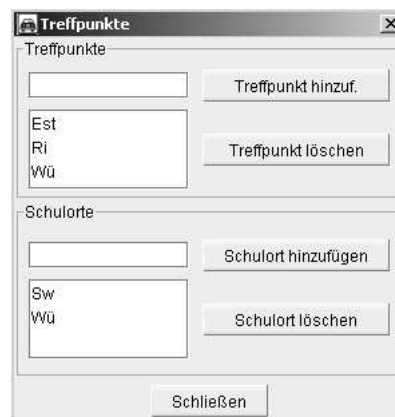 Treffpunkte
Treffpunkte
Treffpunkt hinzuf.
Est
Ri
Wü
Treffpunkt löschen
Schulorte
Schulort hinzufügen
Sw
Wü
Schulort löschen
Schließen